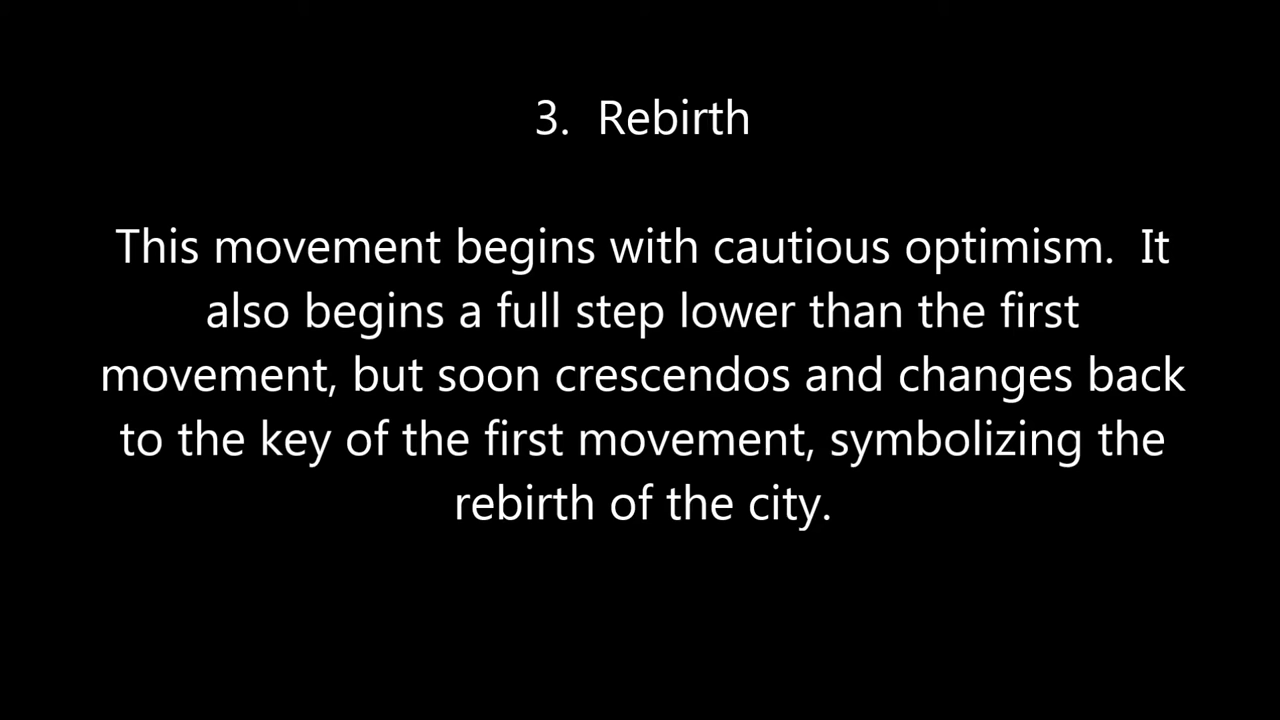 3.  Rebirth
This movement begins with cautious optimism.  It
also begins a full step lower than the first
movement, but soon crescendos and changes back
to the key of the first movement, symbolizing the
rebirth of the city.